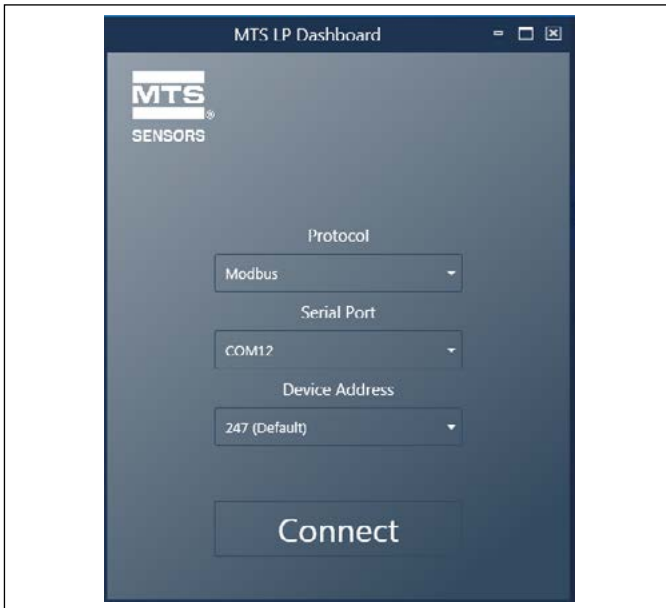 MTS LP Dashboard
MTS
®
SENSORS
Protocol
Modbus
Serial Port
COM12
Device Address
247 (Default)
Connect